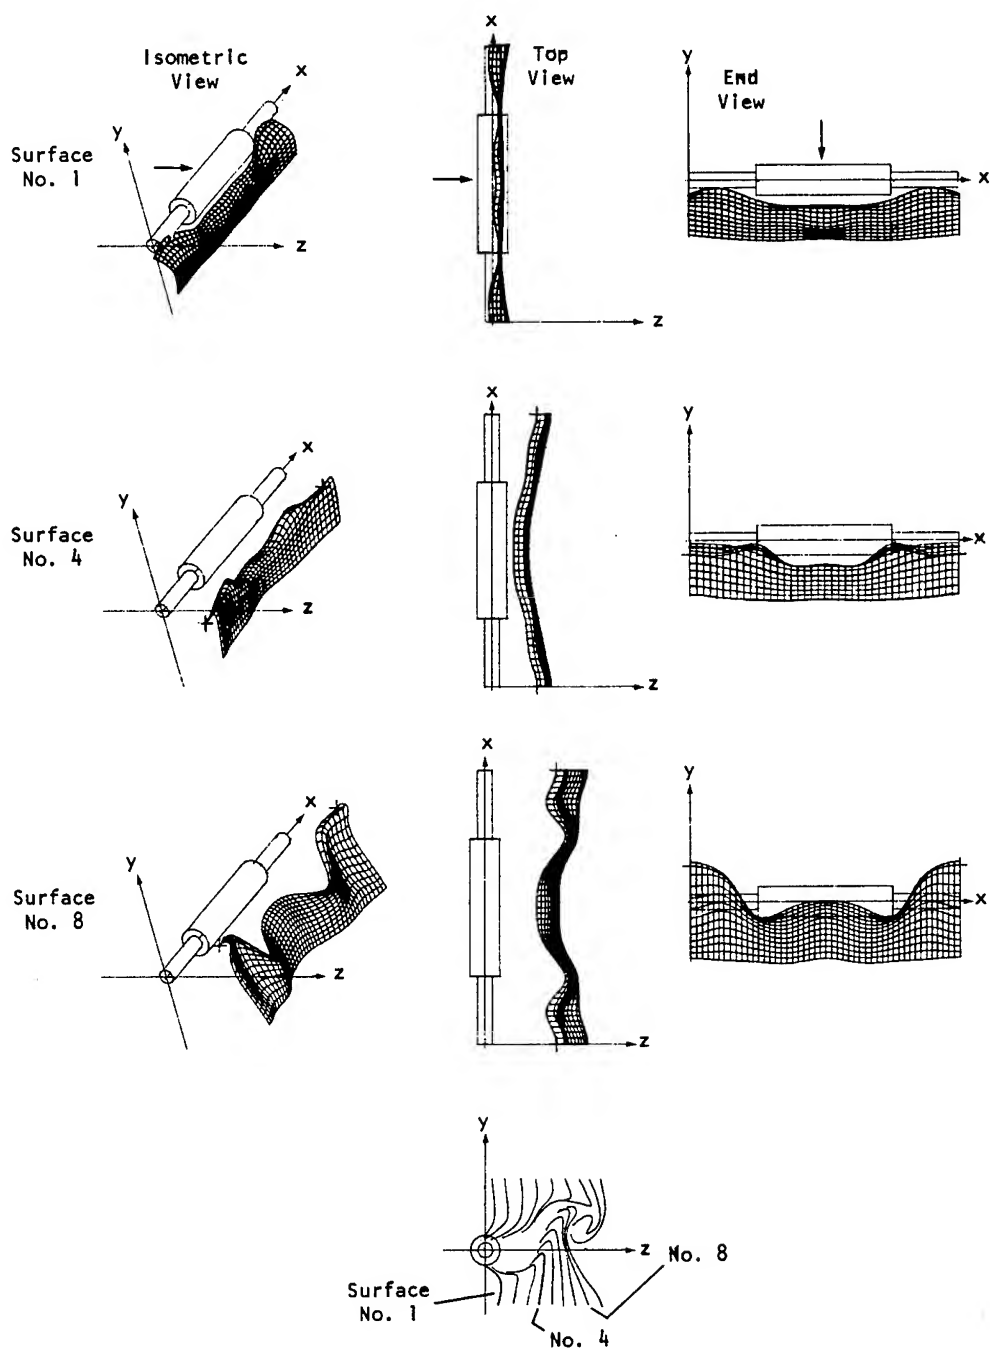 Isometric
View
Top
View
End
View
x
y
z
Surface
No. 1
x
z
y
x
x
y
z
Surface
No. 4
x
z
y
x
x
y
z
Surface
No. 8
x
z
y
x
y
z
No. 8
Surface
No. 1
No. 4